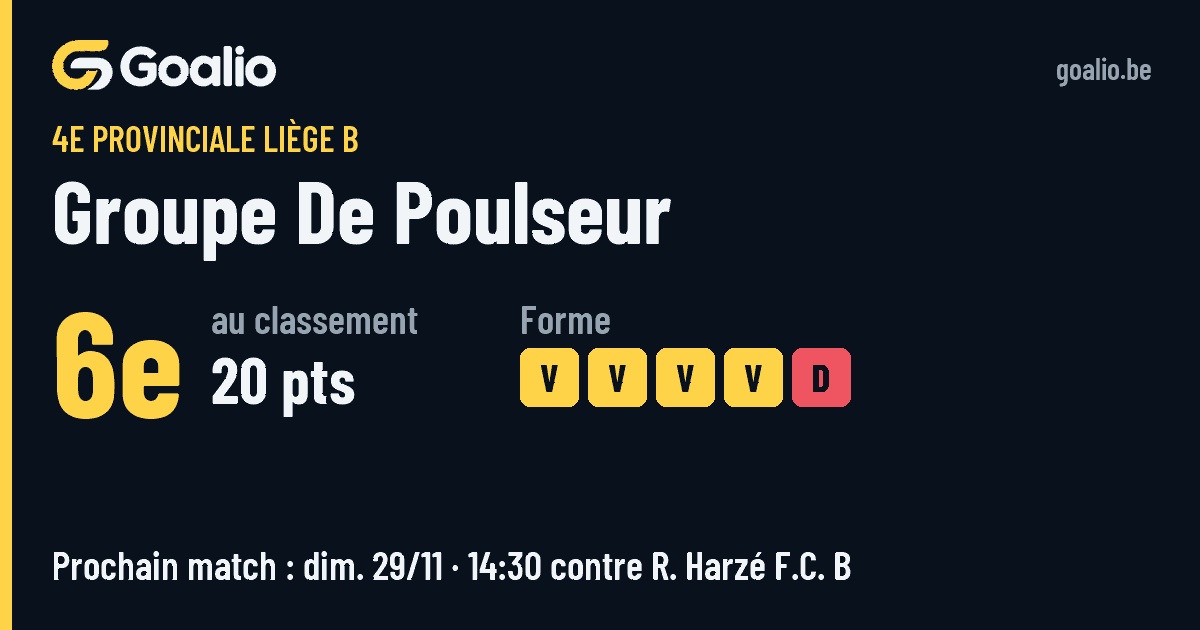 Goalio
goalio.be
4E PROVINCIALE LIÈGE B
Groupe De Poulseur
6e
au classement
20 pts
Forme
V V V V D
Prochain match : dim. 29/11 · 14:30 contre R. Harzé F.C. B